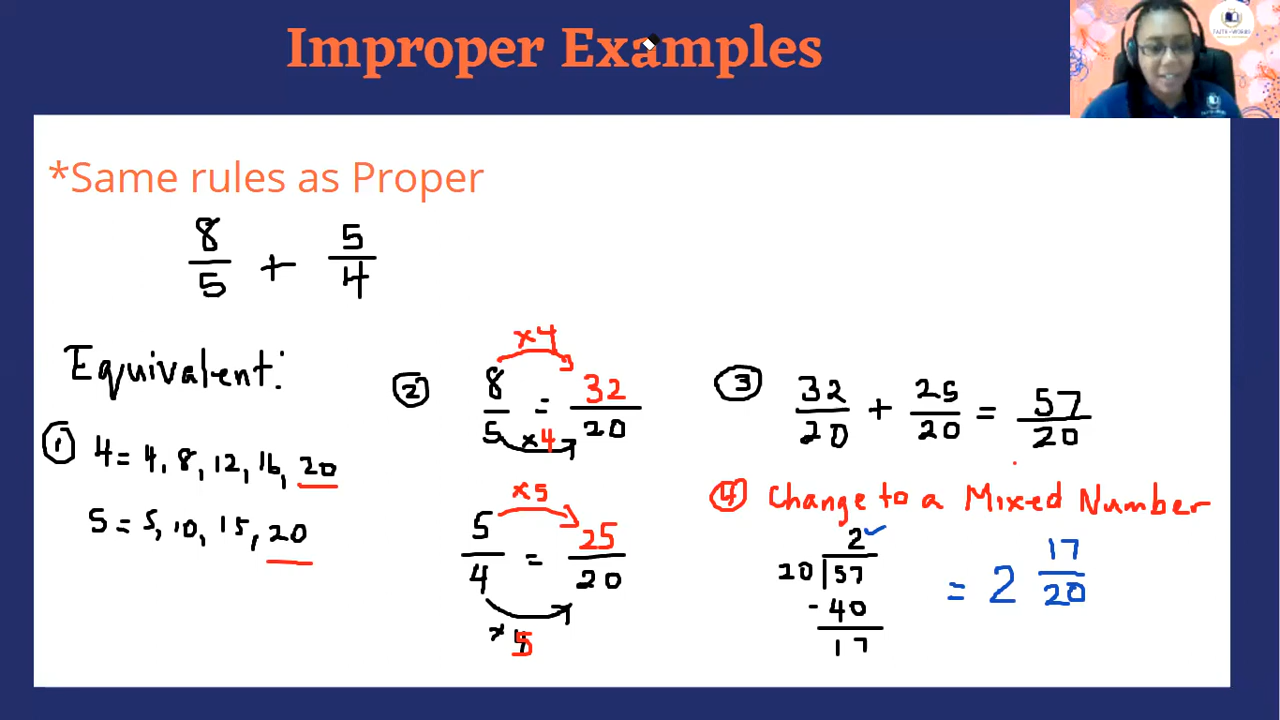 Improper Examples
FAITH-WORKS
*Same rules as Proper
8/5 + 5/4
Equivalent:
① 4 = 4, 8, 12, 16, 20
5 = 5, 10, 15, 20
② 8/5 = 32/20
×4
×4
5/4 = 25/20
×5
×5
③ 32/20 + 25/20 = 57/20
④ Change to a Mixed Number
2 ✓
20 | 57
- 40
17
= 2 17/20